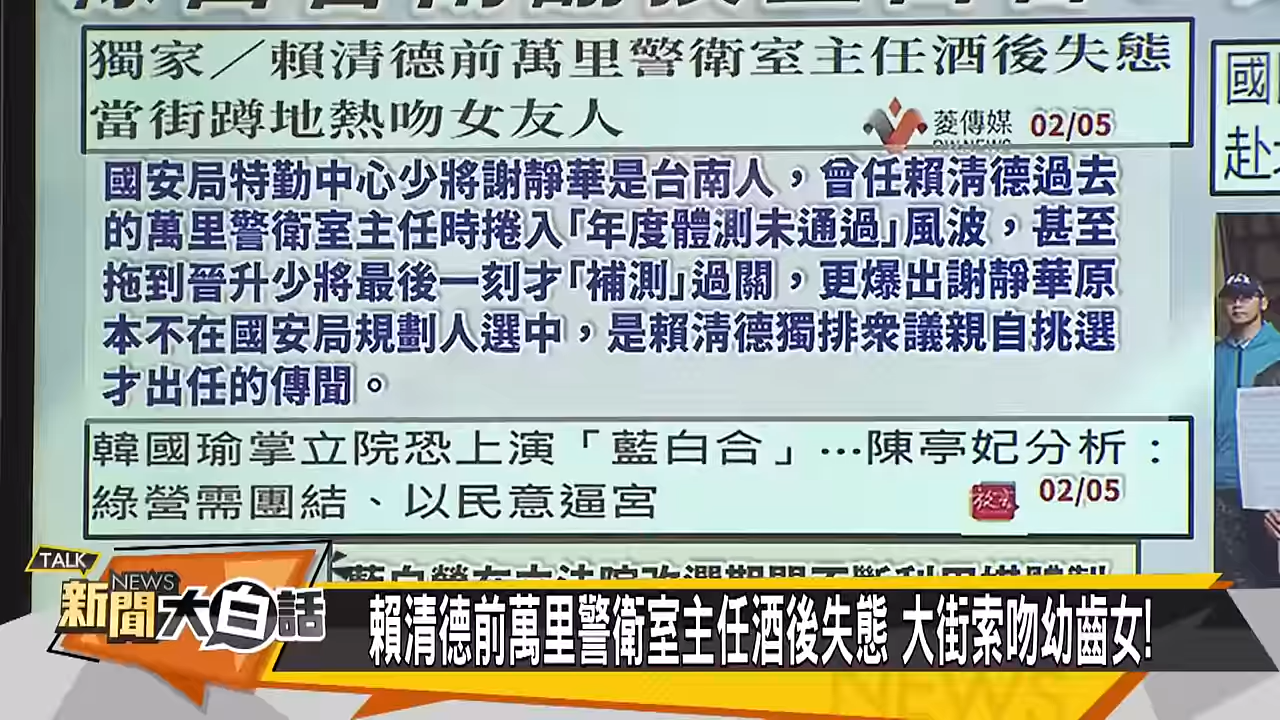 獨家／賴清德前萬里警衛室主任酒後失態
當街蹲地熱吻女友人
菱傳媒 02/05
國安局特勤中心少將謝靜華是台南人，曾任賴清德過去
的萬里警衛室主任時捲入「年度體測未通過」風波，甚至
拖到晉升少將最後一刻才「補測」過關，更爆出謝靜華原
本不在國安局規劃人選中，是賴清德獨排眾議親自挑選
才出任的傳聞。
韓國瑜掌立院恐上演「藍白合」…陳亭妃分析：
綠營需團結、以民意逼宮
02/05
國
赴
TALK
NEWS
新聞大白話
賴清德前萬里警衛室主任酒後失態 大街索吻幼齒女!
NEWS